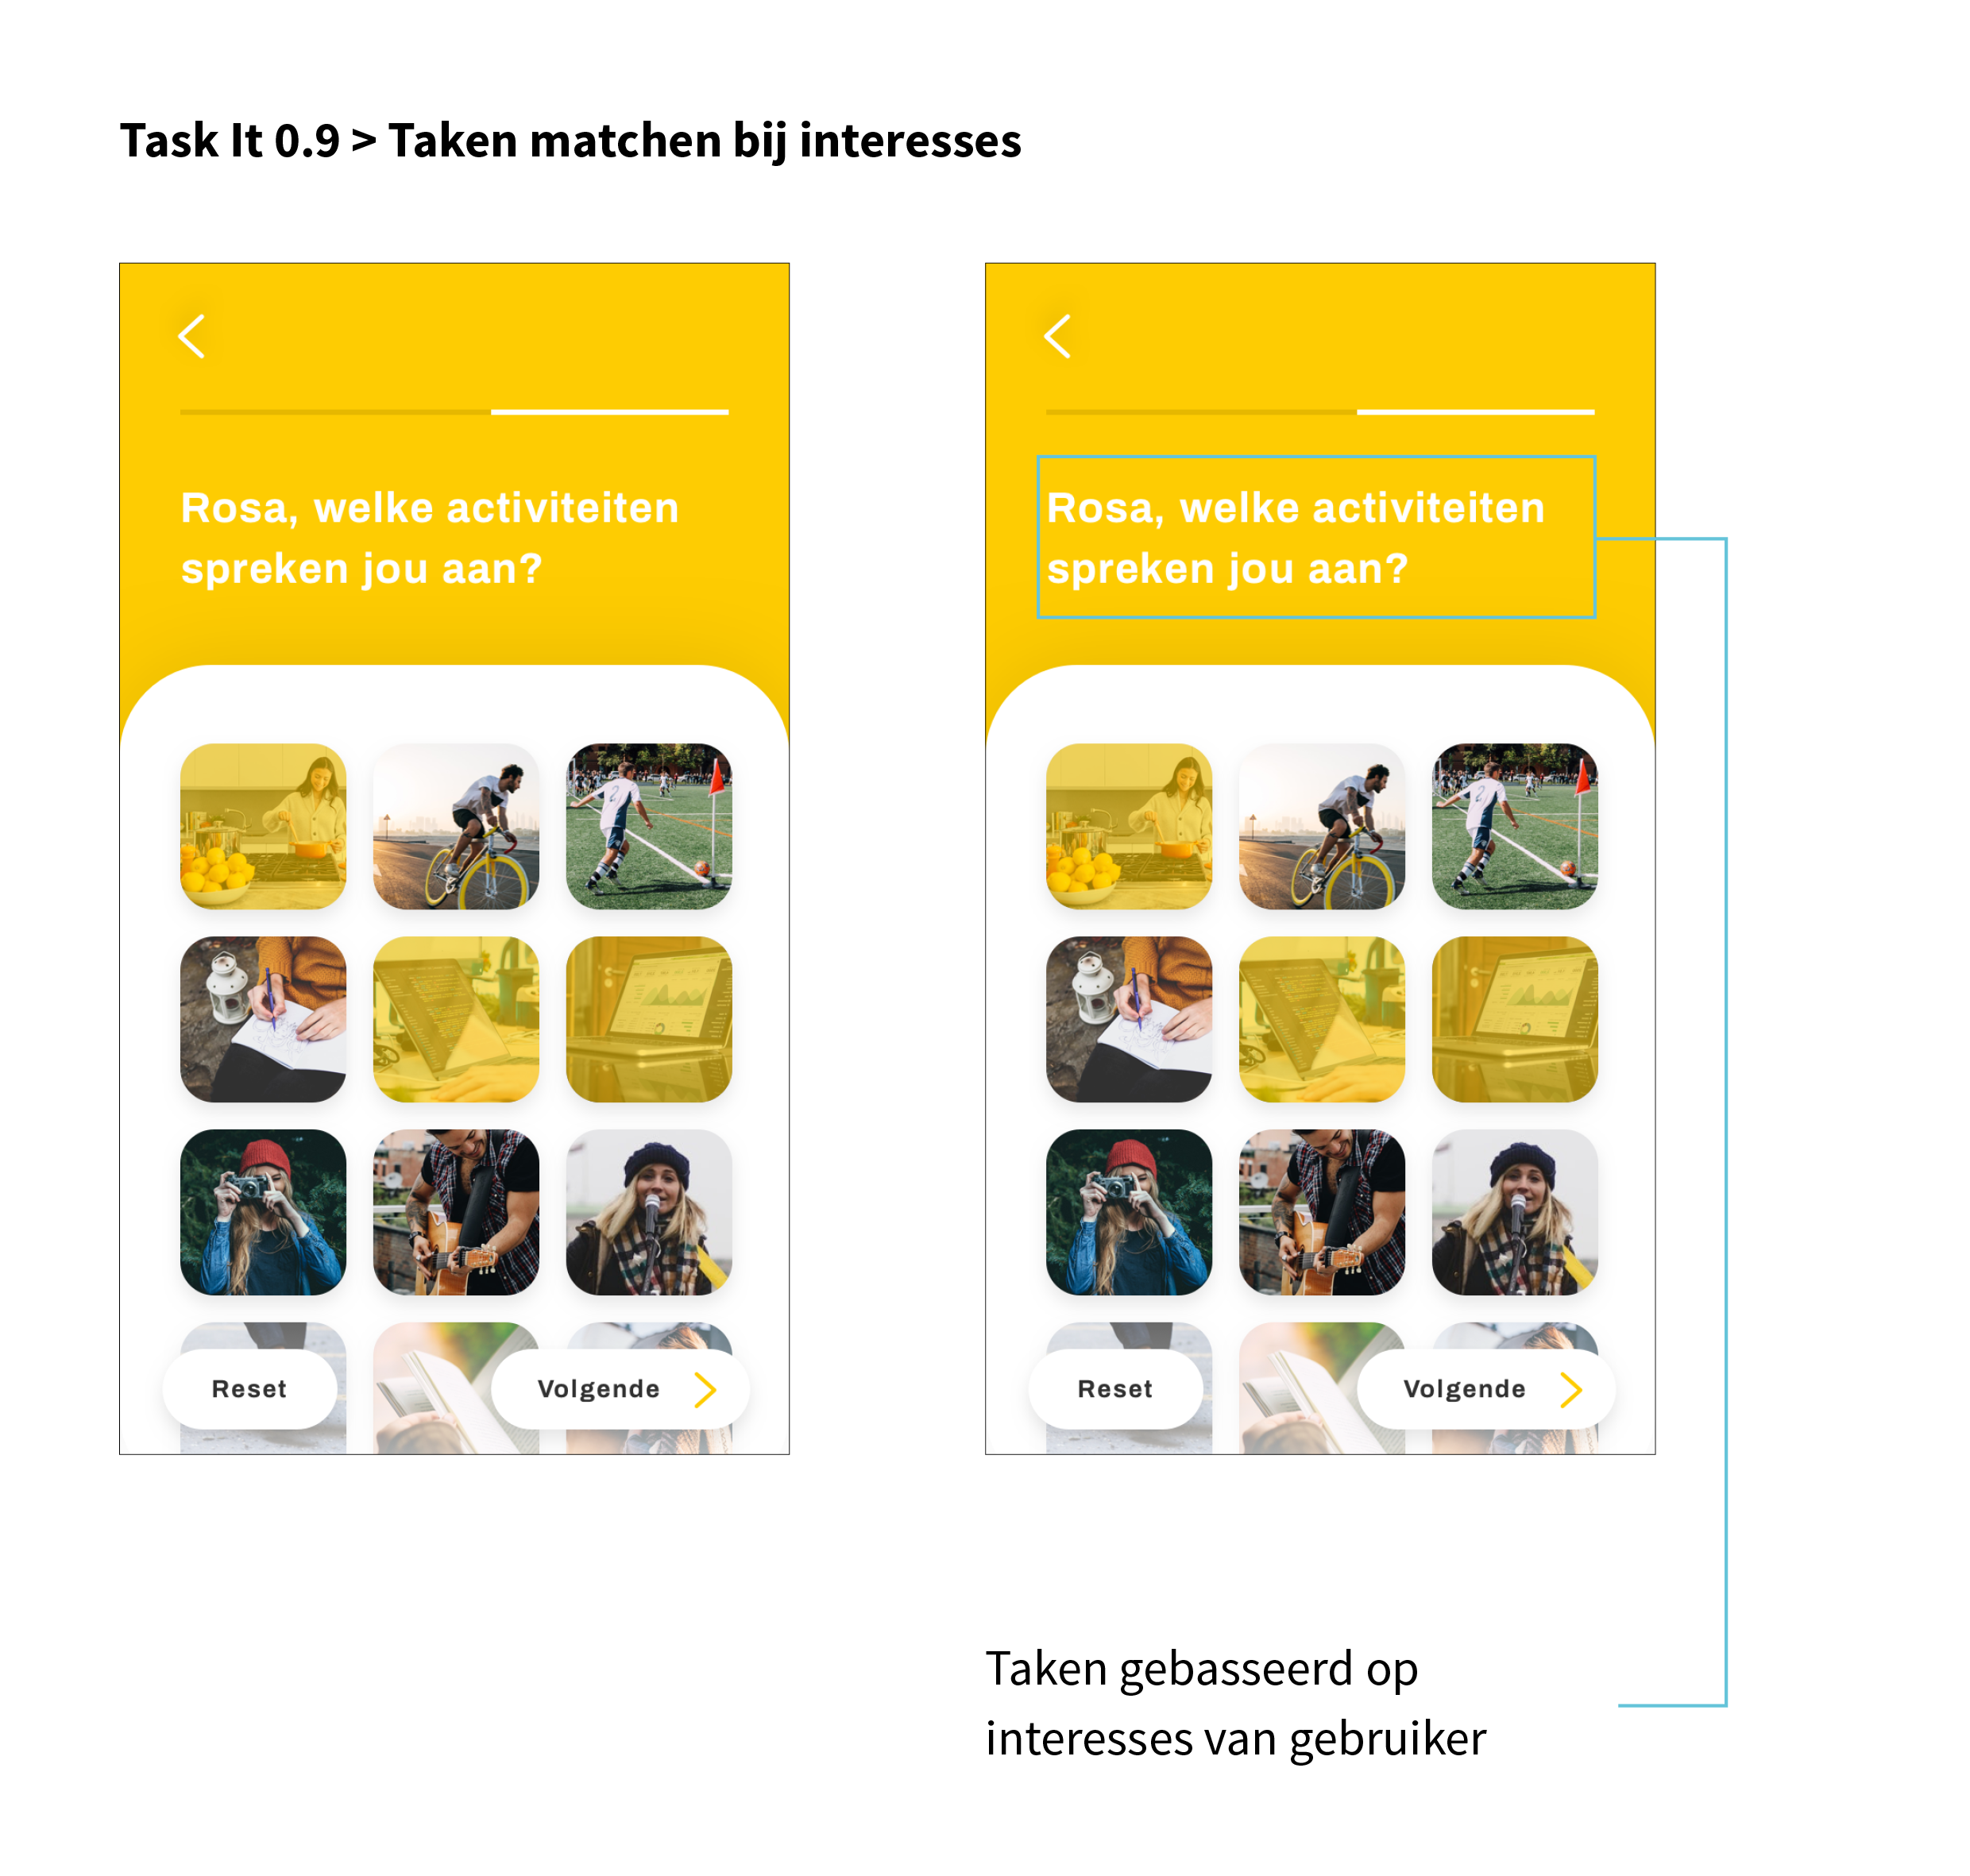 Task It 0.9 > Taken matchen bij interesses
Rosa, welke activiteiten
spreken jou aan?
Reset
Volgende
Rosa, welke activiteiten
spreken jou aan?
Reset
Volgende
Taken gebasseerd op
interesses van gebruiker